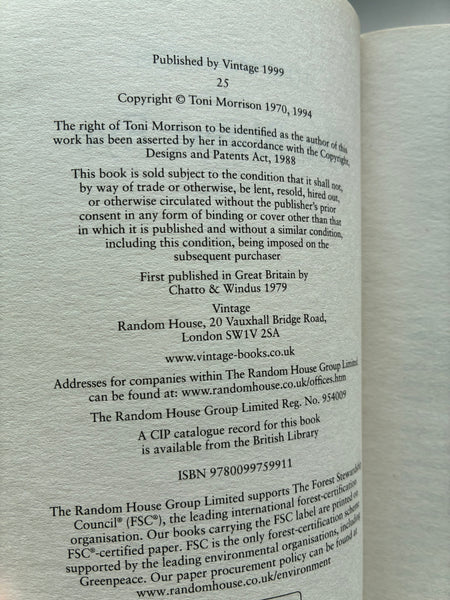 Published by Vintage 1999
25
Copyright © Toni Morrison 1970, 1994
The right of Toni Morrison to be identified as the author of this
work has been asserted by her in accordance with the Copyright,
Designs and Patents Act, 1988
This book is sold subject to the condition that it shall not,
by way of trade or otherwise, be lent, resold, hired out,
or otherwise circulated without the publisher's prior
consent in any form of binding or cover other than that
in which it is published and without a similar condition,
including this condition, being imposed on the
subsequent purchaser
First published in Great Britain by
Chatto & Windus 1979
Vintage
Random House, 20 Vauxhall Bridge Road,
London SW1V 2SA
www.vintage-books.co.uk
Addresses for companies within The Random House Group Limited
can be found at: www.randomhouse.co.uk/offices.htm
The Random House Group Limited Reg. No. 954009
A CIP catalogue record for this book
is available from the British Library
ISBN 9780099759911
The Random House Group Limited supports The Forest Stewardship
Council® (FSC®), the leading international forest-certification
organisation. Our books carrying the FSC label are printed on
FSC®-certified paper. FSC is the only forest-certification scheme
supported by the leading environmental organisations, including
Greenpeace. Our paper procurement policy can be found at
www.randomhouse.co.uk/environment